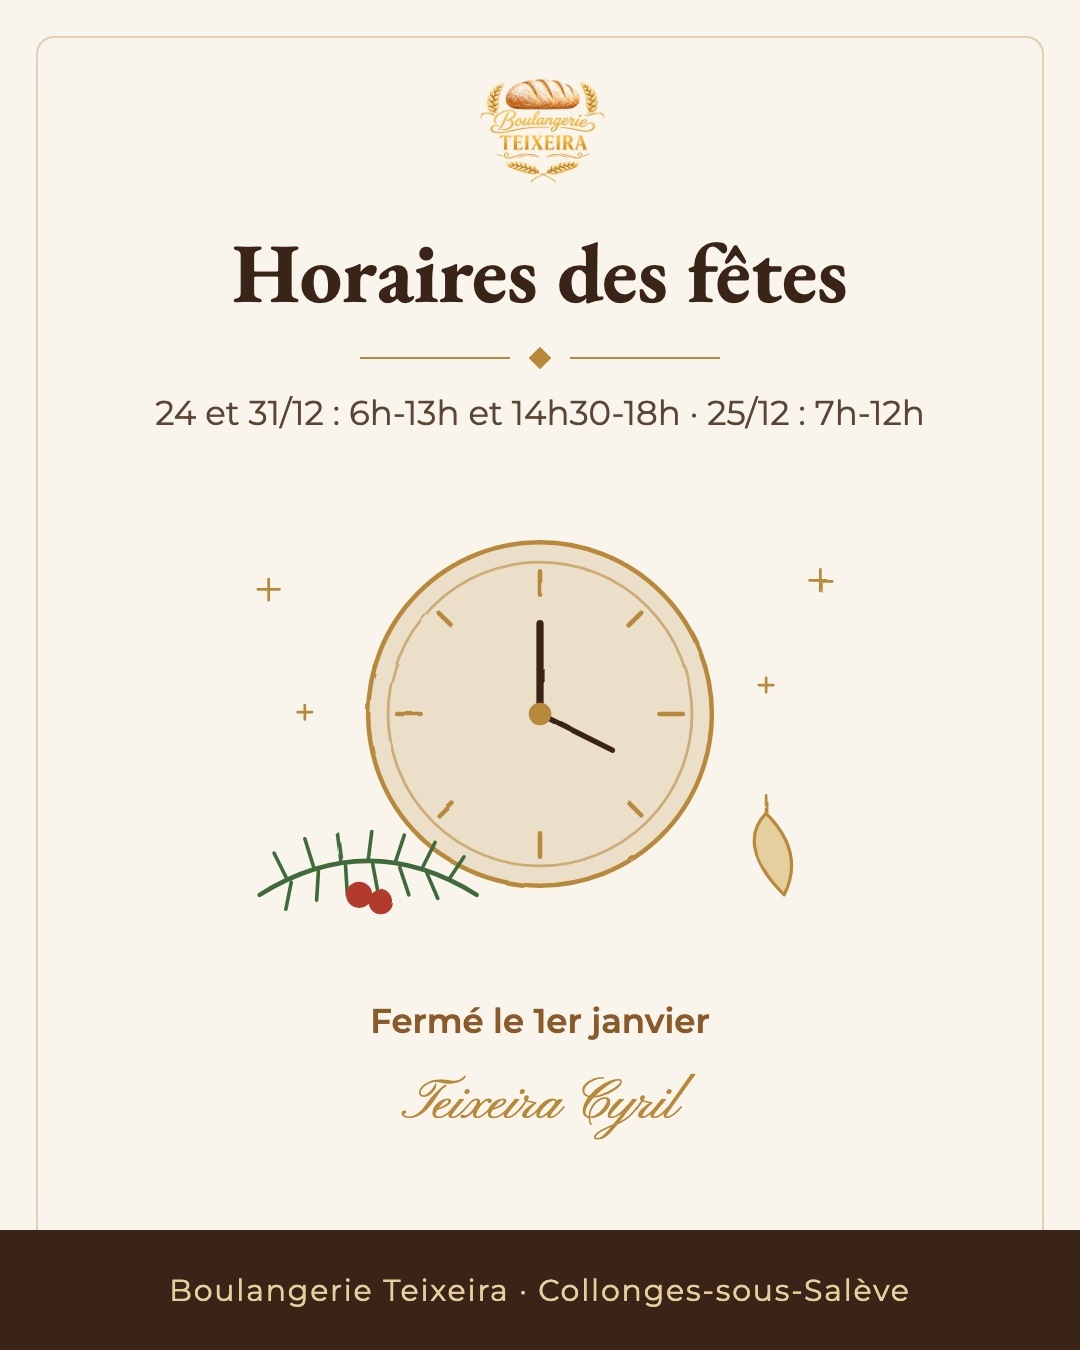 Boulangerie
TEIXEIRA
Horaires des fêtes
24 et 31/12 : 6h-13h et 14h30-18h · 25/12 : 7h-12h
Fermé le 1er janvier
Teixeira Cyril
Boulangerie Teixeira · Collonges-sous-Salève